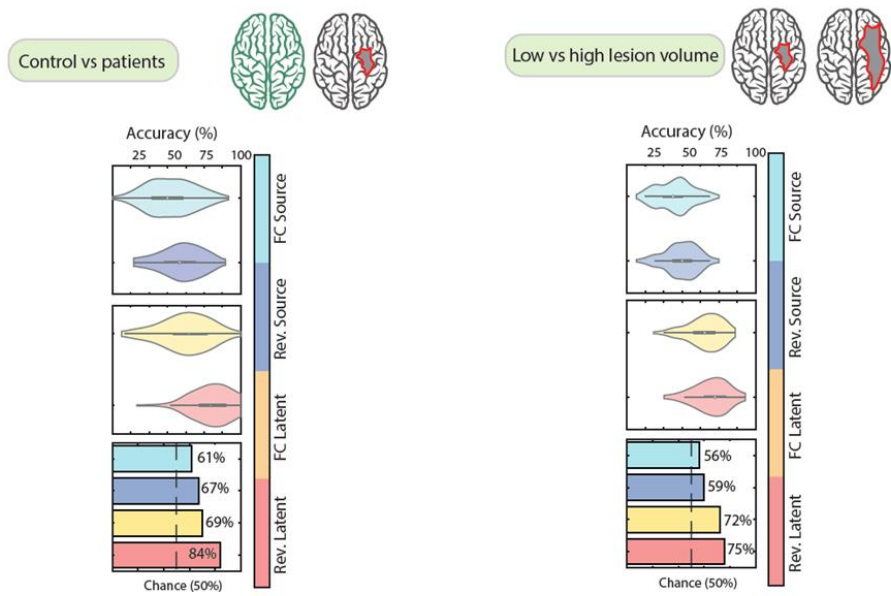 Control vs patients
Accuracy (%)
25 50 75 100
FC Source
Rev. Source
FC Latent
Rev. Latent
61%
67%
69%
84%
Chance (50%)
Low vs high lesion volume
Accuracy (%)
25 50 75 100
FC Source
Rev. Source
FC Latent
Rev. Latent
56%
59%
72%
75%
Chance (50%)